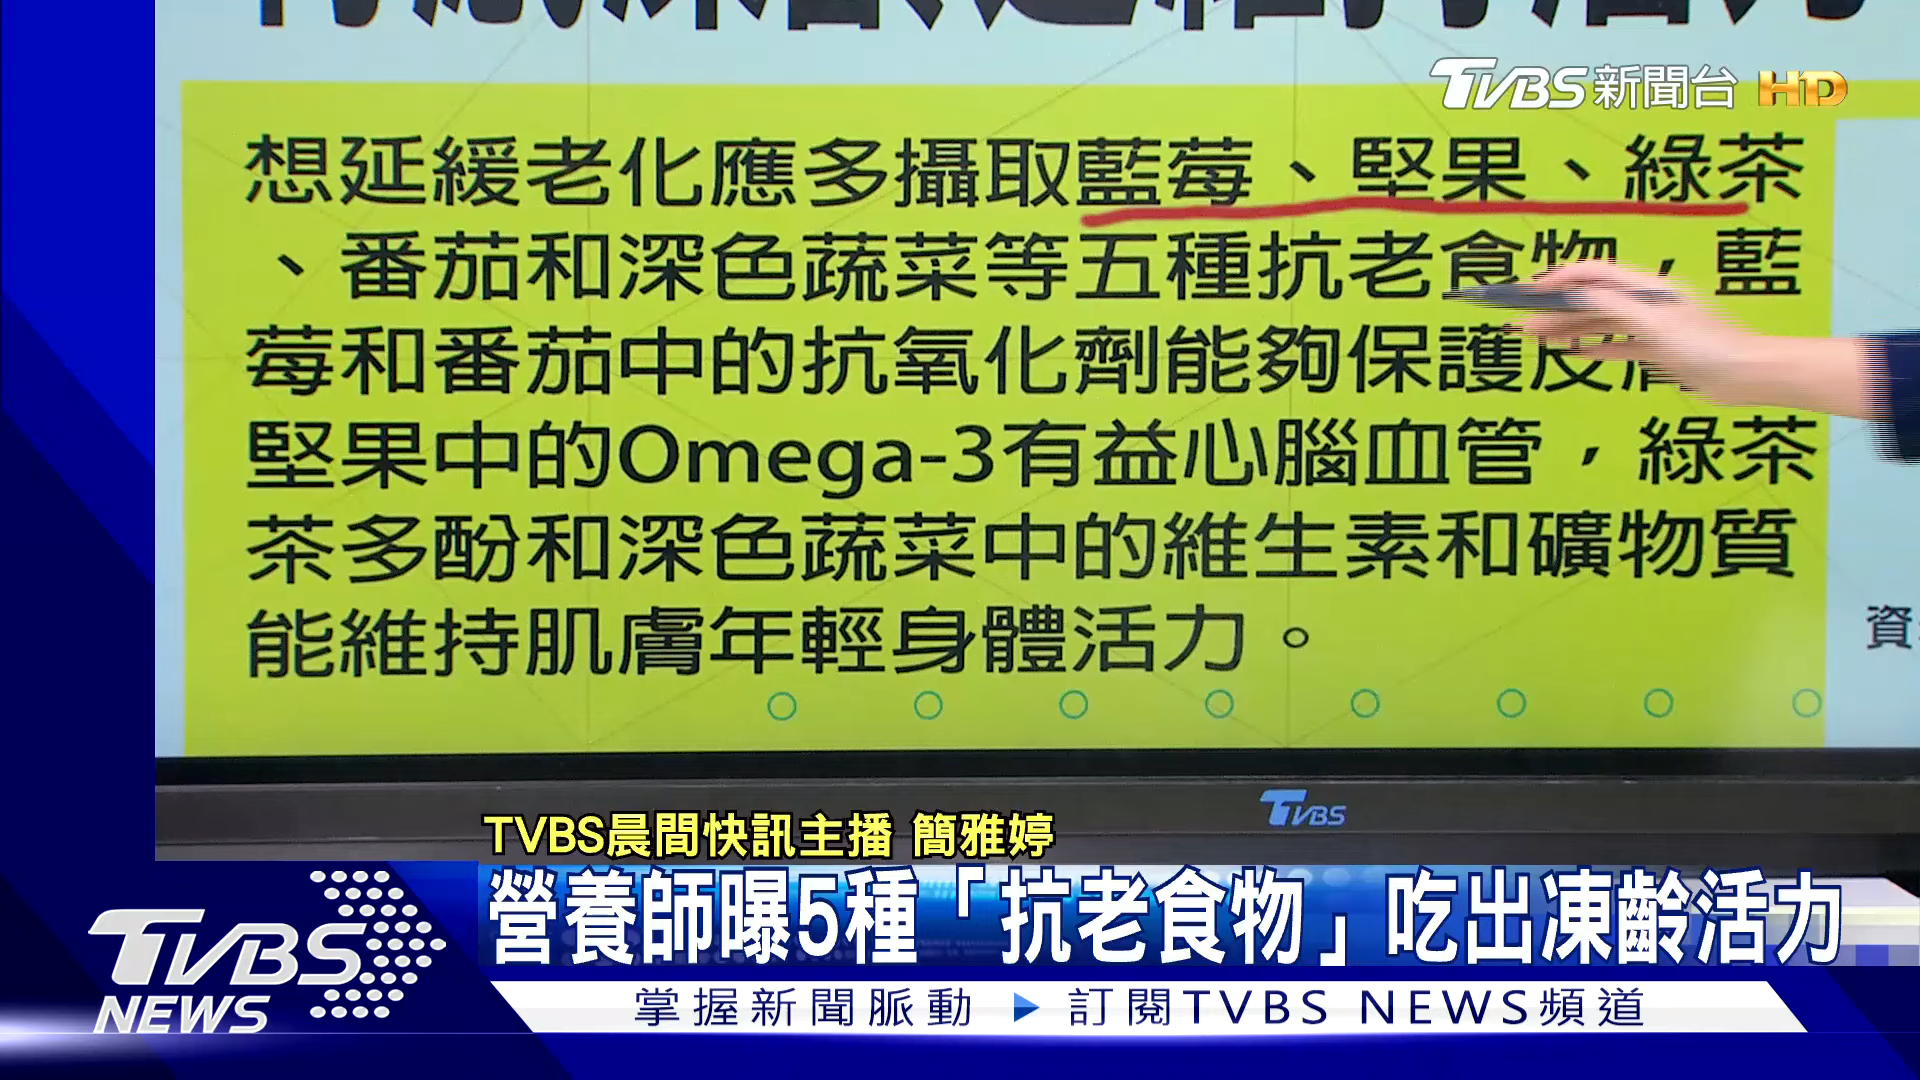 TVBS新聞台 HD
想延緩老化應多攝取藍莓、堅果、綠茶
、番茄和深色蔬菜等五種抗老食物，藍
莓和番茄中的抗氧化劑能夠保護皮膚
堅果中的Omega-3有益心腦血管，綠茶
茶多酚和深色蔬菜中的維生素和礦物質
能維持肌膚年輕身體活力。
資
TVBS
TVBS晨間快訊主播 簡雅婷
營養師曝5種「抗老食物」吃出凍齡活力
TVBS NEWS
掌握新聞脈動 ▶ 訂閱TVBS NEWS頻道